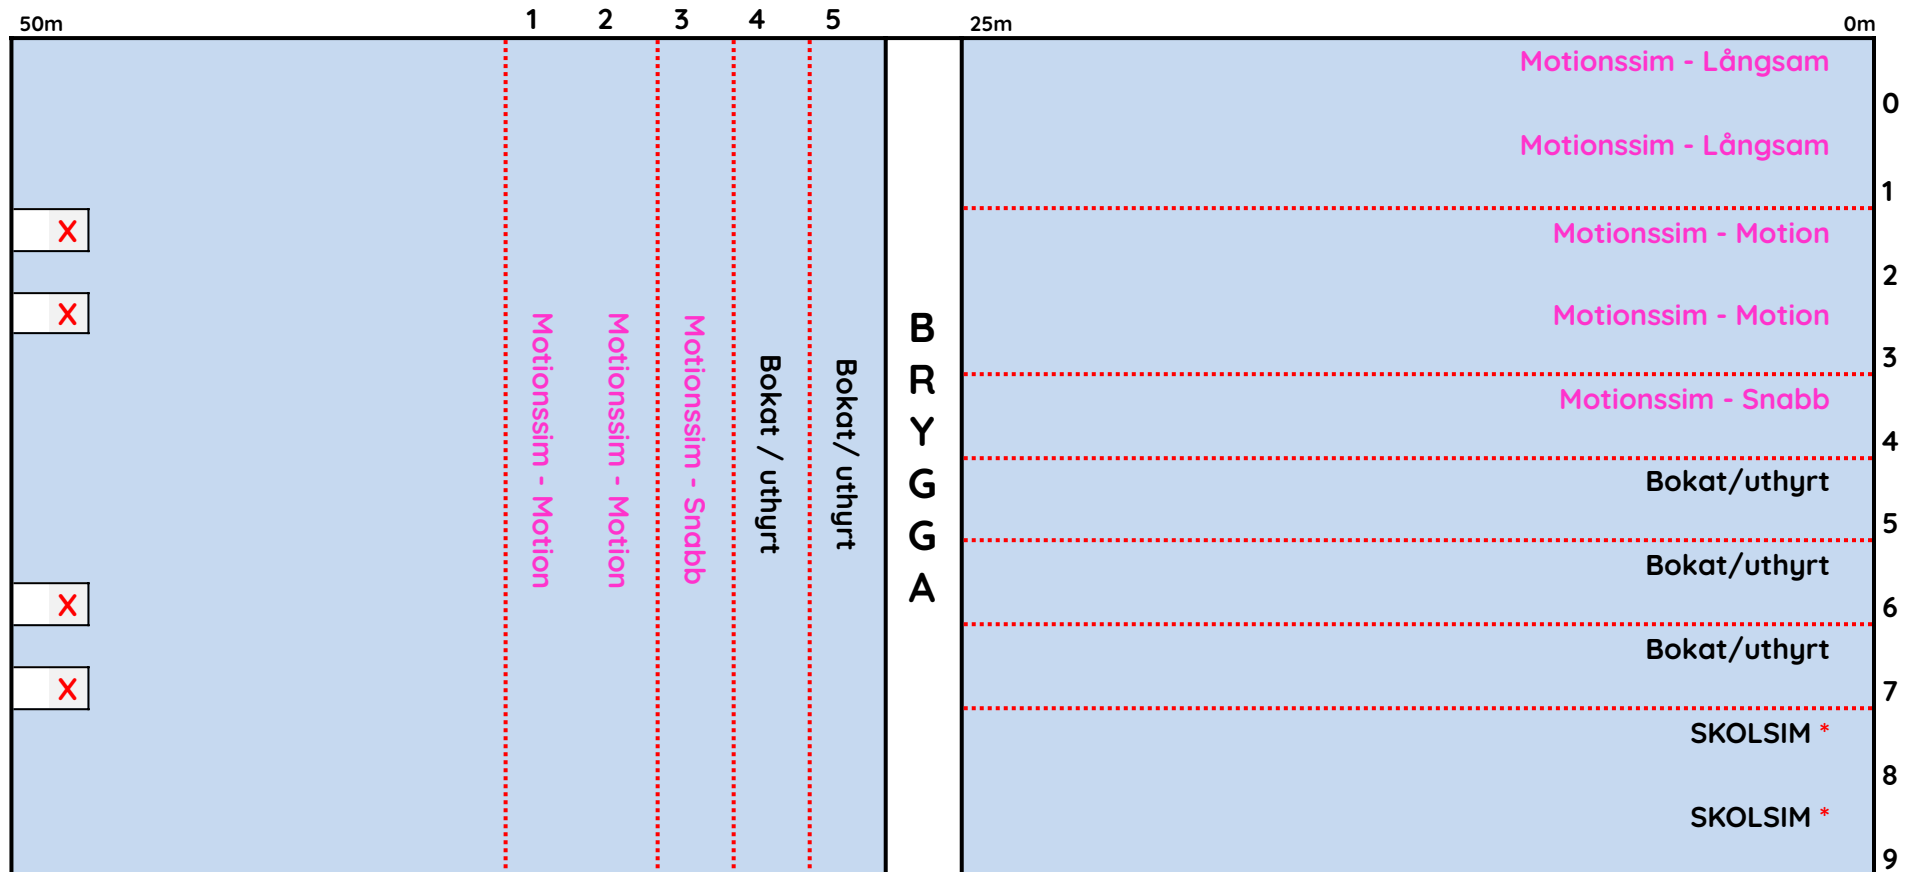 50m 1 2 3 4 5 25m 0m
Motionssim - Långsam
0
Motionssim - Långsam
1
X
Motionssim - Motion
2
X
Motionssim - Motion
3
Motionssim - Snabb
4
Bokat/uthyrt
5
Bokat/uthyrt
6
X
Bokat/uthyrt
7
X
SKOLSIM *
8
SKOLSIM *
9
Motionssim - Motion
Motionssim - Motion
Motionssim - Snabb
Bokat / uthyrt
Bokat/ uthyrt
B
R
Y
G
G
A